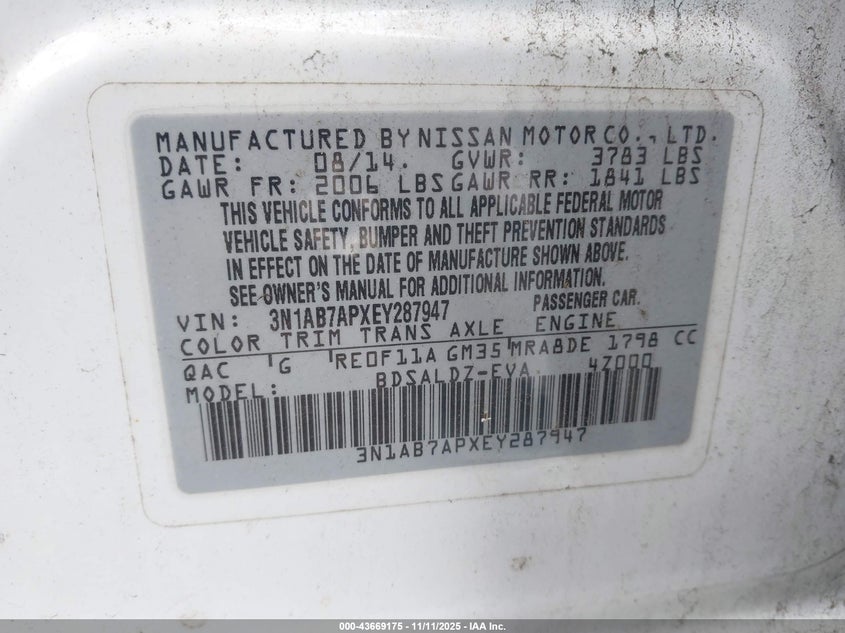 MANUFACTURED BY NISSAN MOTOR CO., LTD.
DATE: 08/14. GVWR: 3783 LBS
GAWR FR: 2006 LBS GAWR RR: 1841 LBS
THIS VEHICLE CONFORMS TO ALL APPLICABLE FEDERAL MOTOR
VEHICLE SAFETY, BUMPER AND THEFT PREVENTION STANDARDS
IN EFFECT ON THE DATE OF MANUFACTURE SHOWN ABOVE.
SEE OWNER'S MANUAL FOR ADDITIONAL INFORMATION.
VIN: 3N1AB7APXEY287947 PASSENGER CAR.
COLOR TRIM TRANS AXLE ENGINE
QAC G RE0F11A GM35 MRA8DE 1798 CC
MODEL: BDSALDZ-EVA 4Z000
3N1AB7APXEY287947
000-43669175 - 11/11/2025 - IAA Inc.